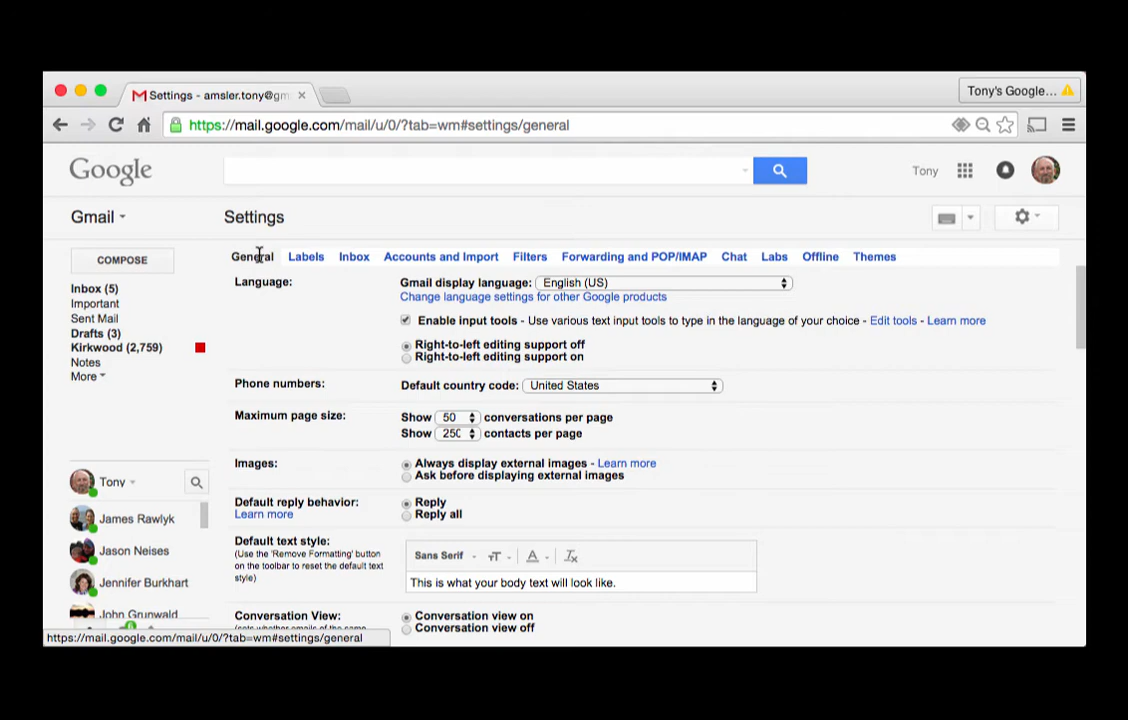 Settings - amsler.tony@gm
Tony's Google...
https://mail.google.com/mail/u/0/?tab=wm#settings/general
Google
Tony
Gmail
Settings
COMPOSE
General Labels Inbox Accounts and Import Filters Forwarding and POP/IMAP Chat Labs Offline Themes
Inbox (5)
Important
Sent Mail
Drafts (3)
Kirkwood (2,759)
Notes
More
Tony
James Rawlyk
Jason Neises
Jennifer Burkhart
John Grunwald
Language:
Gmail display language: English (US)
Change language settings for other Google products
Enable input tools - Use various text input tools to type in the language of your choice - Edit tools - Learn more
Right-to-left editing support off
Right-to-left editing support on
Phone numbers:
Default country code: United States
Maximum page size:
Show 50 conversations per page
Show 250 contacts per page
Images:
Always display external images - Learn more
Ask before displaying external images
Default reply behavior:
Learn more
Reply
Reply all
Default text style:
(Use the 'Remove Formatting' button
on the toolbar to reset the default text
style)
Sans Serif
This is what your body text will look like.
Conversation View:
Conversation view on
Conversation view off
https://mail.google.com/mail/u/0/?tab=wm#settings/general